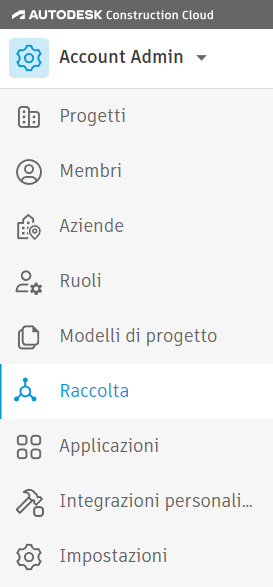 AUTODESK Construction Cloud
Account Admin
Progetti
Membri
Aziende
Ruoli
Modelli di progetto
Raccolta
Applicazioni
Integrazioni personali...
Impostazioni